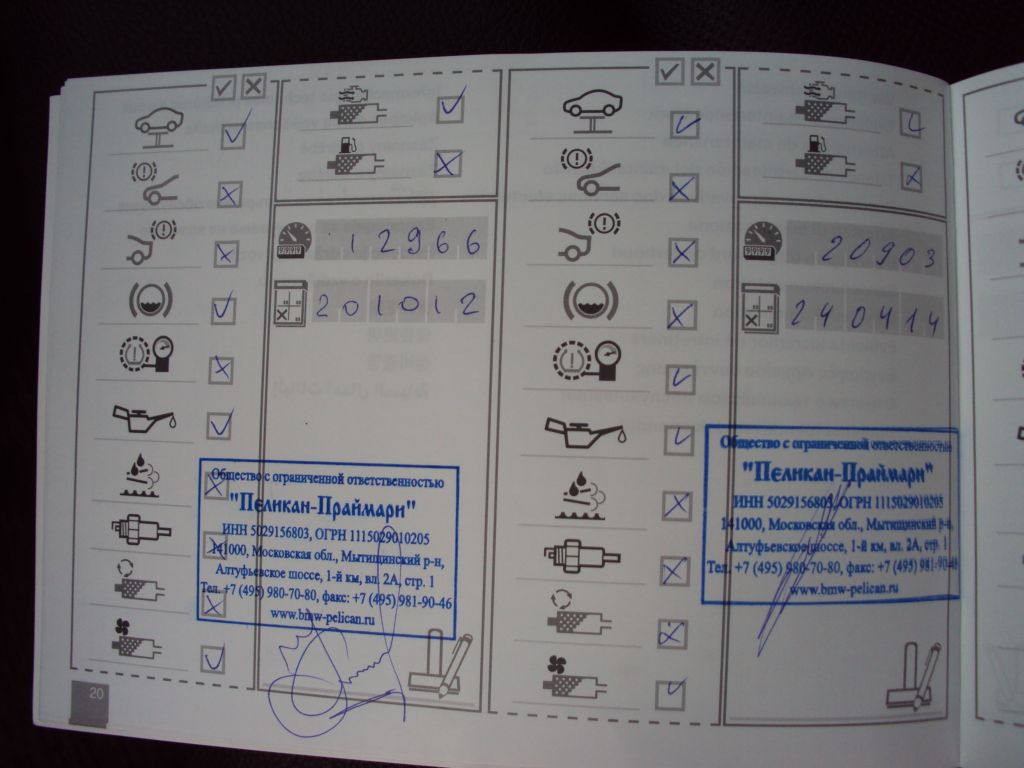 12966
201012
Общество с ограниченной ответственностью
"Пеликан-Праймари"
ИНН 5029156803, ОГРН 1115029010205
141000, Московская обл., Мытищинский р-н,
Алтуфьевское шоссе, 1-й км, вл. 2А, стр. 1
Тел. +7 (495) 980-70-80, факс: +7 (495) 981-90-46
www.bmw-pelican.ru
20
20903
240414
Общество с ограниченной ответственностью
"Пеликан-Праймари"
ИНН 5029156803, ОГРН 1115029010205
141000, Московская обл., Мытищинский р-н,
Алтуфьевское шоссе, 1-й км, вл. 2А, стр. 1
Тел. +7 (495) 980-70-80, факс: +7 (495) 981-90-46
www.bmw-pelican.ru